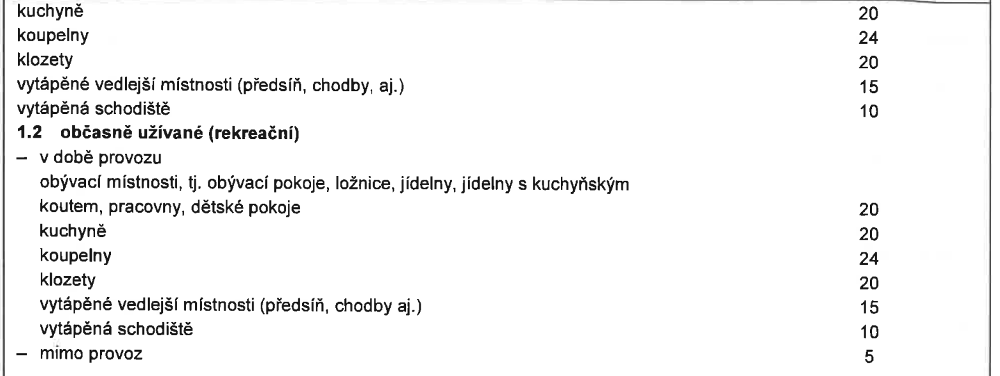 kuchyně 20
koupelny 24
klozety 20
vytápěné vedlejší místnosti (předsíň, chodby, aj.) 15
vytápěná schodiště 10
1.2 občasně užívané (rekreační)
– v době provozu
obývací místnosti, tj. obývací pokoje, ložnice, jídelny, jídelny s kuchyňským
koutem, pracovny, dětské pokoje 20
kuchyně 20
koupelny 24
klozety 20
vytápěné vedlejší místnosti (předsíň, chodby aj.) 15
vytápěná schodiště 10
– mimo provoz 5